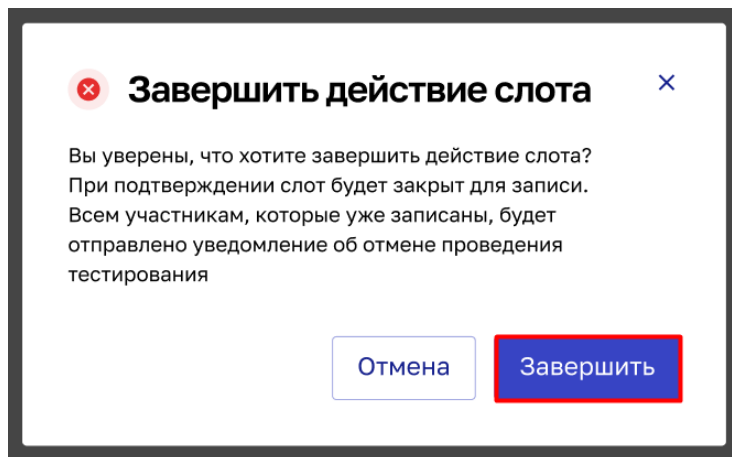 Завершить действие слота
Вы уверены, что хотите завершить действие слота?
При подтверждении слот будет закрыт для записи.
Всем участникам, которые уже записаны, будет
отправлено уведомление об отмене проведения
тестирования
Отмена
Завершить